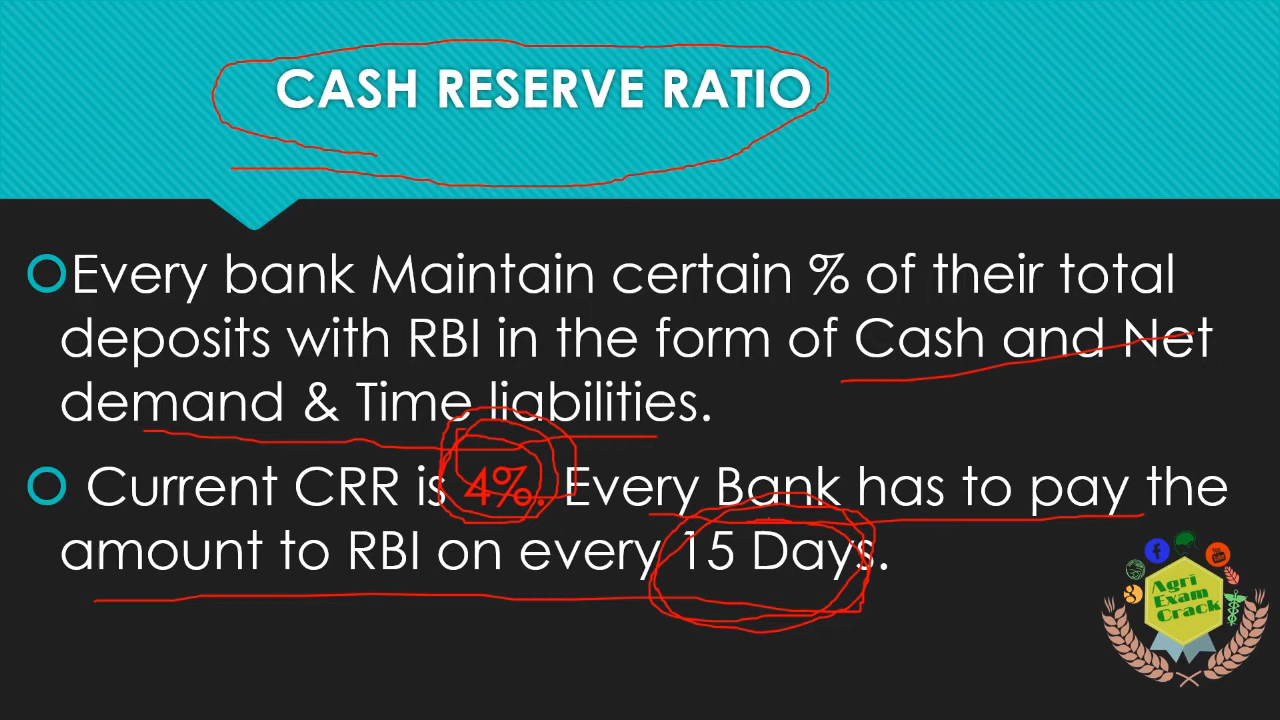 CASH RESERVE RATIO
Every bank Maintain certain % of their total
deposits with RBI in the form of Cash and Net
demand & Time liabilities.
Current CRR is 4%. Every Bank has to pay the
amount to RBI on every 15 Days.
Agri
Exam
Crack